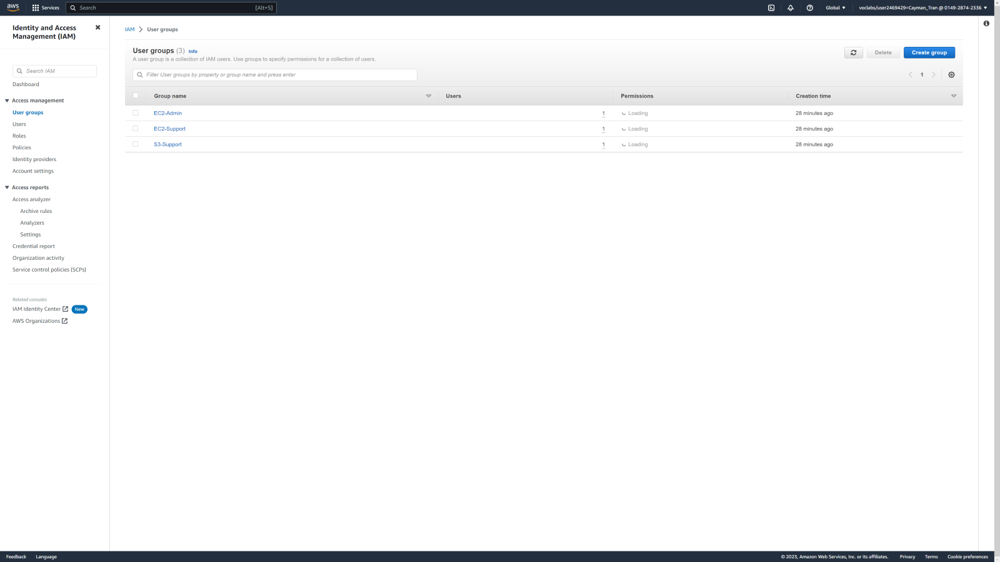 aws Services Search [Alt+S] Global voclabs/user2469429=Cayman_Tran @ 0149-2874-2336
Identity and Access
Management (IAM)
Search IAM
Dashboard
Access management
User groups
Users
Roles
Policies
Identity providers
Account settings
Access reports
Access analyzer
Archive rules
Analyzers
Settings
Credential report
Organization activity
Service control policies (SCPs)
Related consoles
IAM Identity Center New
AWS Organizations
IAM User groups
User groups (3) Info
A user group is a collection of IAM users. Use groups to specify permissions for a collection of users.
Delete Create group
Filter User groups by property or group name and press enter
1
Group name Users Permissions Creation time
EC2-Admin 1 Loading 28 minutes ago
EC2-Support 1 Loading 28 minutes ago
S3-Support 1 Loading 28 minutes ago
Feedback Language © 2023, Amazon Web Services, Inc. or its affiliates. Privacy Terms Cookie preferences